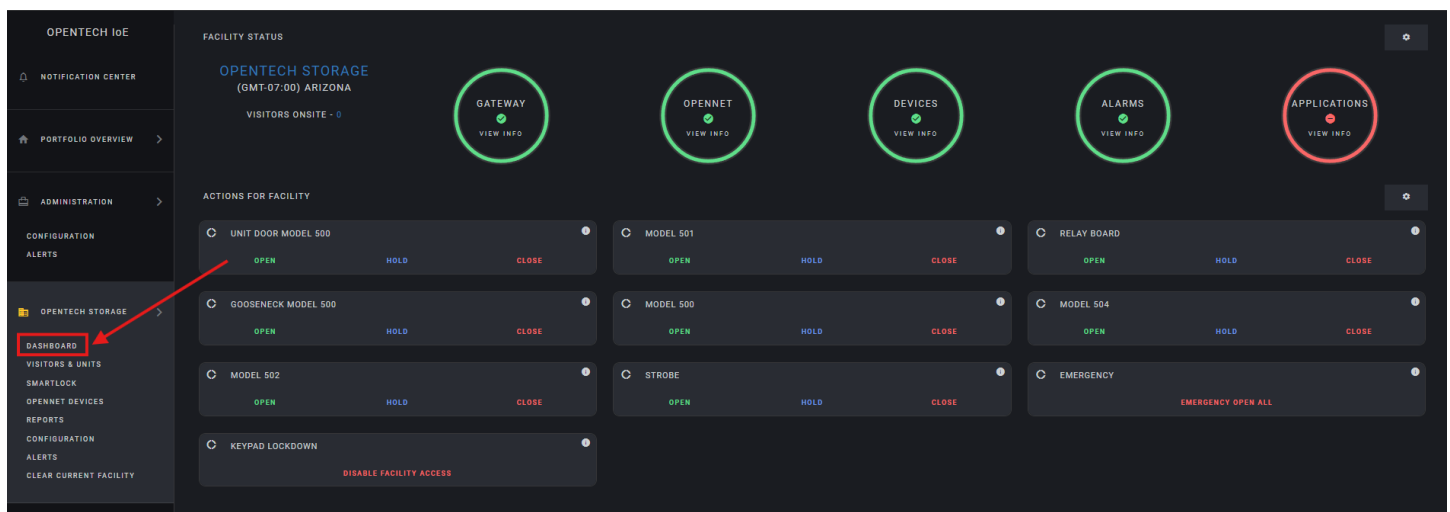 OPENTECH IoE
NOTIFICATION CENTER
PORTFOLIO OVERVIEW
ADMINISTRATION
CONFIGURATION
ALERTS
OPENTECH STORAGE
DASHBOARD
VISITORS & UNITS
SMARTLOCK
OPENNET DEVICES
REPORTS
CONFIGURATION
ALERTS
CLEAR CURRENT FACILITY
FACILITY STATUS
OPENTECH STORAGE
(GMT-07:00) ARIZONA
VISITORS ONSITE - 0
GATEWAY
VIEW INFO
OPENNET
VIEW INFO
DEVICES
VIEW INFO
ALARMS
VIEW INFO
APPLICATIONS
VIEW INFO
ACTIONS FOR FACILITY
UNIT DOOR MODEL 500
OPEN HOLD CLOSE
MODEL 501
OPEN HOLD CLOSE
RELAY BOARD
OPEN HOLD CLOSE
GOOSENECK MODEL 500
OPEN HOLD CLOSE
MODEL 500
OPEN HOLD CLOSE
MODEL 504
OPEN HOLD CLOSE
MODEL 502
OPEN HOLD CLOSE
STROBE
OPEN HOLD CLOSE
EMERGENCY
EMERGENCY OPEN ALL
KEYPAD LOCKDOWN
DISABLE FACILITY ACCESS